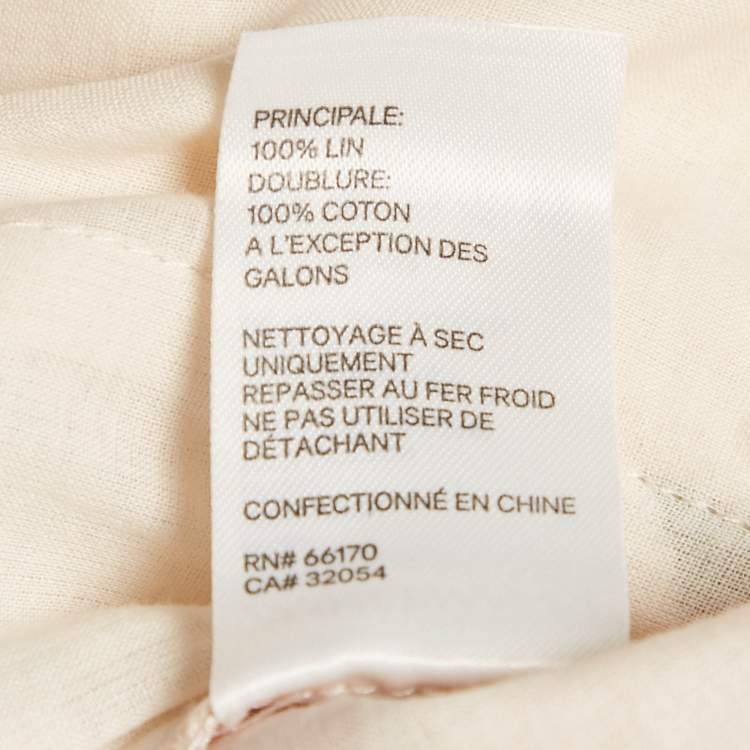 PRINCIPALE:
100% LIN
DOUBLURE:
100% COTON
A L'EXCEPTION DES
GALONS
NETTOYAGE À SEC
UNIQUEMENT
REPASSER AU FER FROID
NE PAS UTILISER DE
DÉTACHANT
CONFECTIONNÉ EN CHINE
RN# 66170
CA# 32054